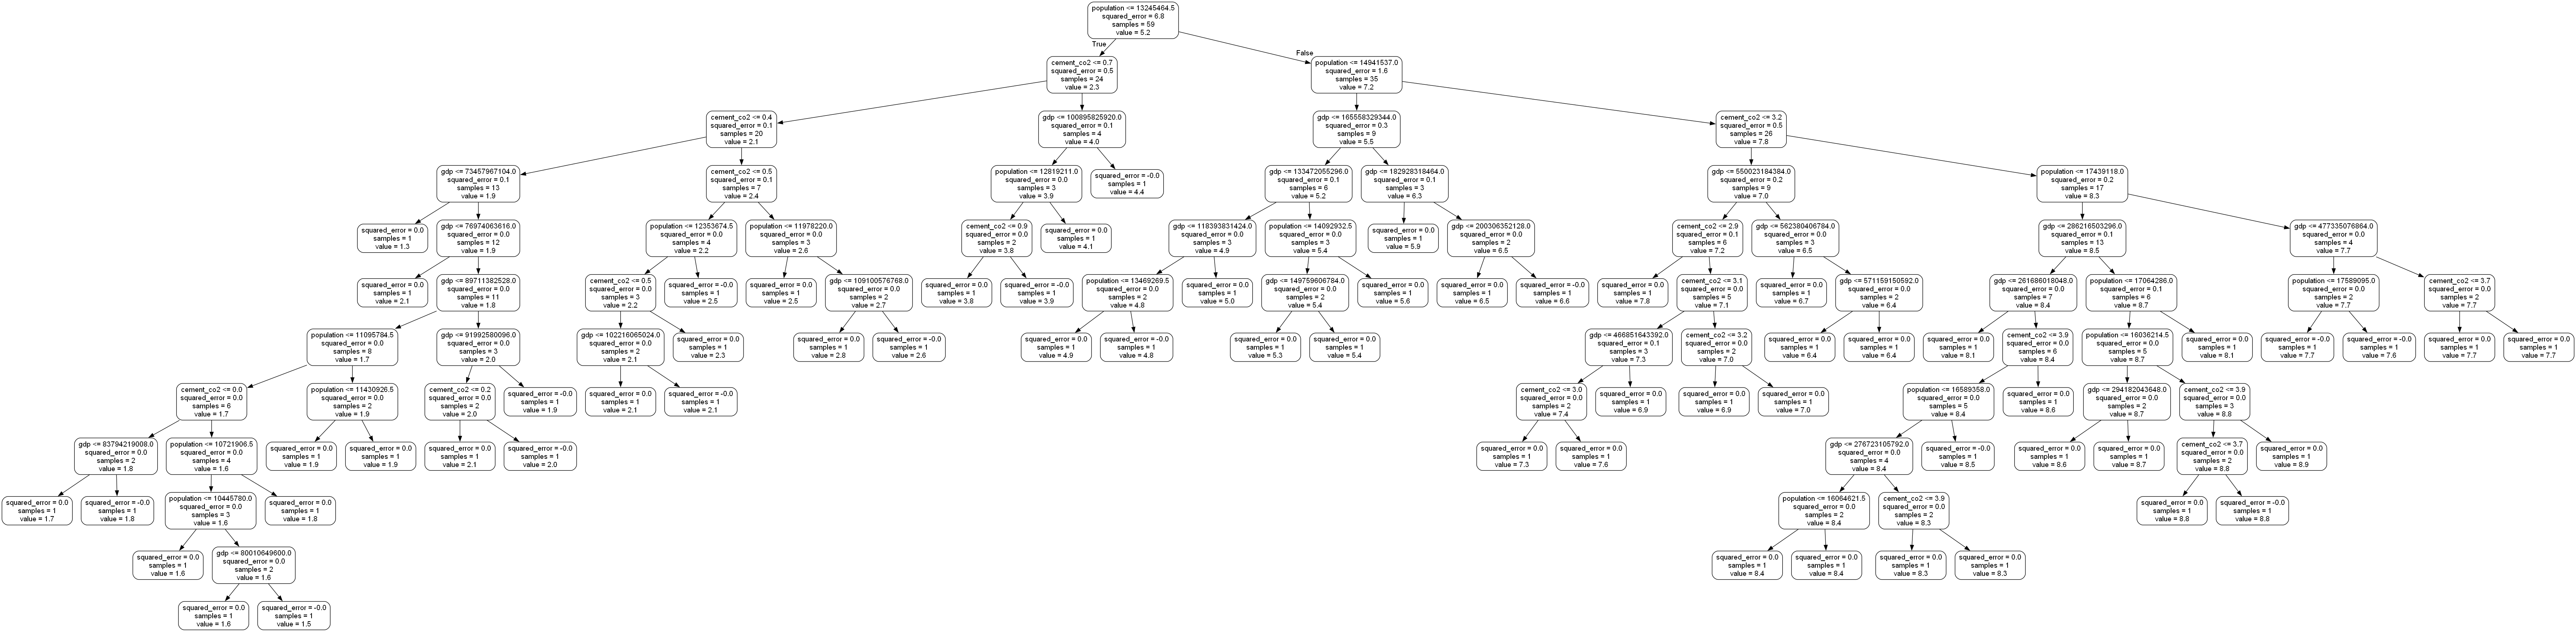 population <= 13245464.5
squared_error = 6.8
samples = 59
value = 5.2
True
False
cement_co2 <= 0.7
squared_error = 0.5
samples = 24
value = 2.3
population <= 14941537.0
squared_error = 1.6
samples = 35
value = 7.2
cement_co2 <= 0.4
squared_error = 0.1
samples = 20
value = 2.1
gdp <= 100895825920.0
squared_error = 0.1
samples = 4
value = 4.0
gdp <= 165558329344.0
squared_error = 0.3
samples = 9
value = 5.5
cement_co2 <= 3.2
squared_error = 0.5
samples = 26
value = 7.8
gdp <= 73457967104.0
squared_error = 0.1
samples = 13
value = 1.9
cement_co2 <= 0.5
squared_error = 0.1
samples = 7
value = 2.4
population <= 12819211.0
squared_error = 0.0
samples = 3
value = 3.9
squared_error = -0.0
samples = 1
value = 4.4
gdp <= 133472055296.0
squared_error = 0.1
samples = 6
value = 5.2
gdp <= 182928318464.0
squared_error = 0.1
samples = 3
value = 6.3
gdp <= 550023184384.0
squared_error = 0.2
samples = 9
value = 7.0
population <= 17439118.0
squared_error = 0.2
samples = 17
value = 8.3
squared_error = 0.0
samples = 1
value = 1.3
gdp <= 76974063616.0
squared_error = 0.0
samples = 12
value = 1.9
population <= 12353674.5
squared_error = 0.0
samples = 4
value = 2.2
population <= 11978220.0
squared_error = 0.0
samples = 3
value = 2.6
cement_co2 <= 0.9
squared_error = 0.0
samples = 2
value = 3.8
squared_error = 0.0
samples = 1
value = 4.1
gdp <= 118393831424.0
squared_error = 0.0
samples = 3
value = 4.9
population <= 14092932.5
squared_error = 0.0
samples = 3
value = 5.4
squared_error = 0.0
samples = 1
value = 5.9
gdp <= 200306352128.0
squared_error = 0.0
samples = 2
value = 6.5
cement_co2 <= 2.9
squared_error = 0.1
samples = 6
value = 7.2
gdp <= 562380406784.0
squared_error = 0.0
samples = 3
value = 6.5
gdp <= 286216503296.0
squared_error = 0.1
samples = 13
value = 8.5
gdp <= 477335076864.0
squared_error = 0.0
samples = 4
value = 7.7
squared_error = 0.0
samples = 1
value = 2.1
gdp <= 89711382528.0
squared_error = 0.0
samples = 11
value = 1.8
cement_co2 <= 0.5
squared_error = 0.0
samples = 3
value = 2.2
squared_error = -0.0
samples = 1
value = 2.5
squared_error = 0.0
samples = 1
value = 2.5
gdp <= 109100576768.0
squared_error = 0.0
samples = 2
value = 2.7
squared_error = 0.0
samples = 1
value = 3.8
squared_error = -0.0
samples = 1
value = 3.9
population <= 13469269.5
squared_error = 0.0
samples = 2
value = 4.8
squared_error = 0.0
samples = 1
value = 5.0
gdp <= 149759606784.0
squared_error = 0.0
samples = 2
value = 5.4
squared_error = 0.0
samples = 1
value = 5.6
squared_error = 0.0
samples = 1
value = 6.5
squared_error = -0.0
samples = 1
value = 6.6
squared_error = 0.0
samples = 1
value = 7.8
cement_co2 <= 3.1
squared_error = 0.0
samples = 5
value = 7.1
squared_error = 0.0
samples = 1
value = 6.7
gdp <= 571159150592.0
squared_error = 0.0
samples = 2
value = 6.4
gdp <= 261686018048.0
squared_error = 0.0
samples = 7
value = 8.4
population <= 17064286.0
squared_error = 0.1
samples = 6
value = 8.7
population <= 17589095.0
squared_error = 0.0
samples = 2
value = 7.7
cement_co2 <= 3.7
squared_error = 0.0
samples = 2
value = 7.7
population <= 11095784.5
squared_error = 0.0
samples = 8
value = 1.7
gdp <= 91992580096.0
squared_error = 0.0
samples = 3
value = 2.0
gdp <= 102216065024.0
squared_error = 0.0
samples = 2
value = 2.1
squared_error = 0.0
samples = 1
value = 2.3
squared_error = 0.0
samples = 1
value = 2.8
squared_error = -0.0
samples = 1
value = 2.6
squared_error = 0.0
samples = 1
value = 4.9
squared_error = -0.0
samples = 1
value = 4.8
squared_error = 0.0
samples = 1
value = 5.3
squared_error = 0.0
samples = 1
value = 5.4
gdp <= 466851643392.0
squared_error = 0.1
samples = 3
value = 7.3
cement_co2 <= 3.2
squared_error = 0.0
samples = 2
value = 7.0
squared_error = 0.0
samples = 1
value = 6.4
squared_error = 0.0
samples = 1
value = 6.4
squared_error = 0.0
samples = 1
value = 8.1
cement_co2 <= 3.9
squared_error = 0.0
samples = 6
value = 8.4
population <= 16036214.5
squared_error = 0.0
samples = 5
value = 8.7
squared_error = 0.0
samples = 1
value = 8.1
squared_error = -0.0
samples = 1
value = 7.7
squared_error = -0.0
samples = 1
value = 7.6
squared_error = 0.0
samples = 1
value = 7.7
squared_error = 0.0
samples = 1
value = 7.7
cement_co2 <= 0.0
squared_error = 0.0
samples = 6
value = 1.7
population <= 11430926.5
squared_error = 0.0
samples = 2
value = 1.9
cement_co2 <= 0.2
squared_error = 0.0
samples = 2
value = 2.0
squared_error = -0.0
samples = 1
value = 1.9
squared_error = 0.0
samples = 1
value = 2.1
squared_error = -0.0
samples = 1
value = 2.1
cement_co2 <= 3.0
squared_error = 0.0
samples = 2
value = 7.4
squared_error = 0.0
samples = 1
value = 6.9
squared_error = 0.0
samples = 1
value = 6.9
squared_error = 0.0
samples = 1
value = 7.0
population <= 16589358.0
squared_error = 0.0
samples = 5
value = 8.4
squared_error = 0.0
samples = 1
value = 8.6
gdp <= 294182043648.0
squared_error = 0.0
samples = 2
value = 8.7
cement_co2 <= 3.9
squared_error = 0.0
samples = 3
value = 8.8
gdp <= 83794219008.0
squared_error = 0.0
samples = 2
value = 1.8
population <= 10721906.5
squared_error = 0.0
samples = 4
value = 1.6
squared_error = 0.0
samples = 1
value = 1.9
squared_error = 0.0
samples = 1
value = 1.9
squared_error = 0.0
samples = 1
value = 2.1
squared_error = -0.0
samples = 1
value = 2.0
squared_error = 0.0
samples = 1
value = 7.3
squared_error = 0.0
samples = 1
value = 7.6
gdp <= 276723105792.0
squared_error = 0.0
samples = 4
value = 8.4
squared_error = -0.0
samples = 1
value = 8.5
squared_error = 0.0
samples = 1
value = 8.6
squared_error = 0.0
samples = 1
value = 8.7
cement_co2 <= 3.7
squared_error = 0.0
samples = 2
value = 8.8
squared_error = 0.0
samples = 1
value = 8.9
squared_error = 0.0
samples = 1
value = 1.7
squared_error = -0.0
samples = 1
value = 1.8
population <= 10445780.0
squared_error = 0.0
samples = 3
value = 1.6
squared_error = 0.0
samples = 1
value = 1.8
population <= 16064621.5
squared_error = 0.0
samples = 2
value = 8.4
cement_co2 <= 3.9
squared_error = 0.0
samples = 2
value = 8.3
squared_error = 0.0
samples = 1
value = 8.8
squared_error = -0.0
samples = 1
value = 8.8
squared_error = 0.0
samples = 1
value = 1.6
gdp <= 80010649600.0
squared_error = 0.0
samples = 2
value = 1.6
squared_error = 0.0
samples = 1
value = 8.4
squared_error = 0.0
samples = 1
value = 8.4
squared_error = 0.0
samples = 1
value = 8.3
squared_error = 0.0
samples = 1
value = 8.3
squared_error = 0.0
samples = 1
value = 1.6
squared_error = -0.0
samples = 1
value = 1.5